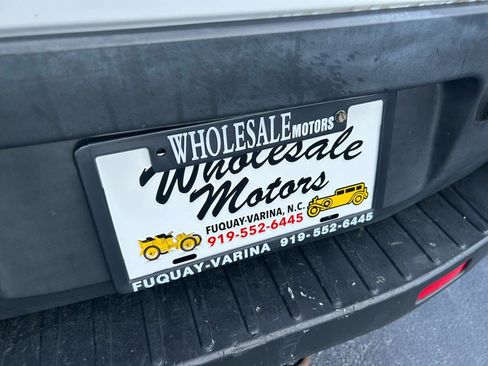 WHOLESALE MOTORS
Wholesale
Motors
FUQUAY-VARINA, N.C.
919-552-6445
FUQUAY-VARINA 919-552-6445